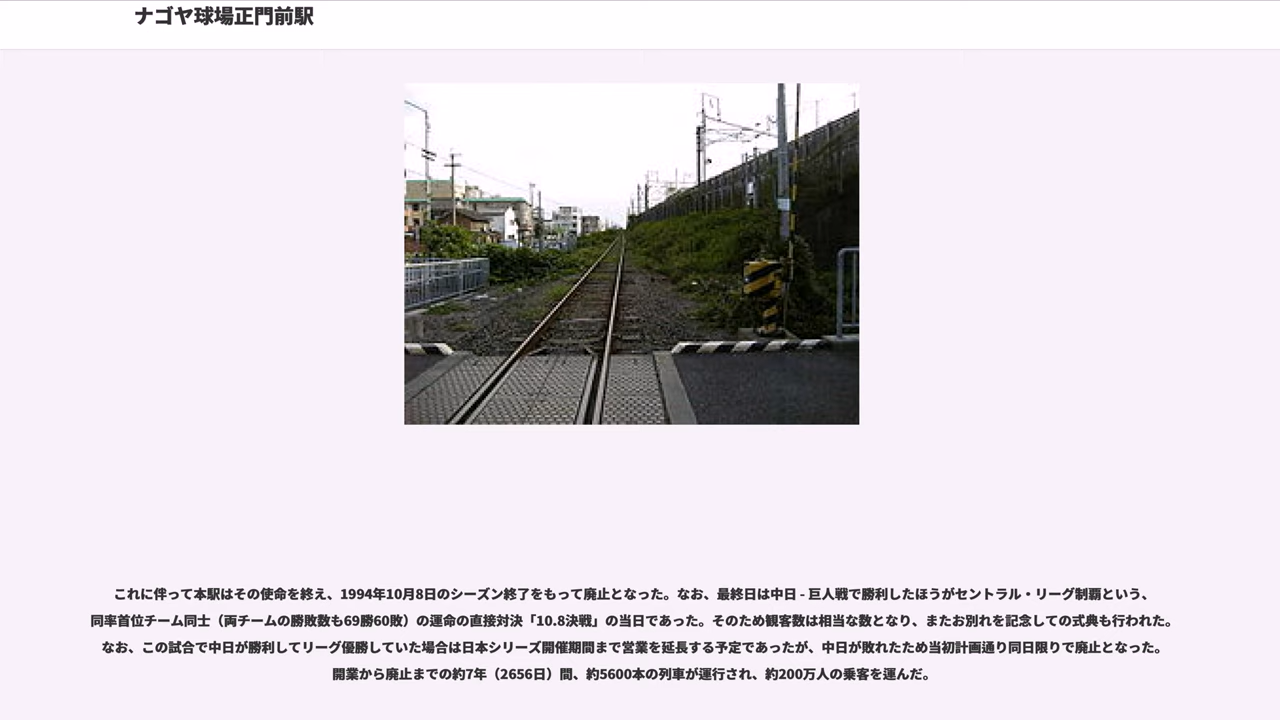 ナゴヤ球場正門前駅
これに伴って本駅はその使命を終え、1994年10月8日のシーズン終了をもって廃止となった。なお、最終日は中日 - 巨人戦で勝利したほうがセントラル・リーグ制覇という、
同率首位チーム同士（両チームの勝敗数も69勝60敗）の運命の直接対決「10.8決戦」の当日であった。そのため観客数は相当な数となり、またお別れを記念しての式典も行われた。
なお、この試合で中日が勝利してリーグ優勝していた場合は日本シリーズ開催期間まで営業を延長する予定であったが、中日が敗れたため当初計画通り同日限りで廃止となった。
開業から廃止までの約7年（2656日）間、約5600本の列車が運行され、約200万人の乗客を運んだ。